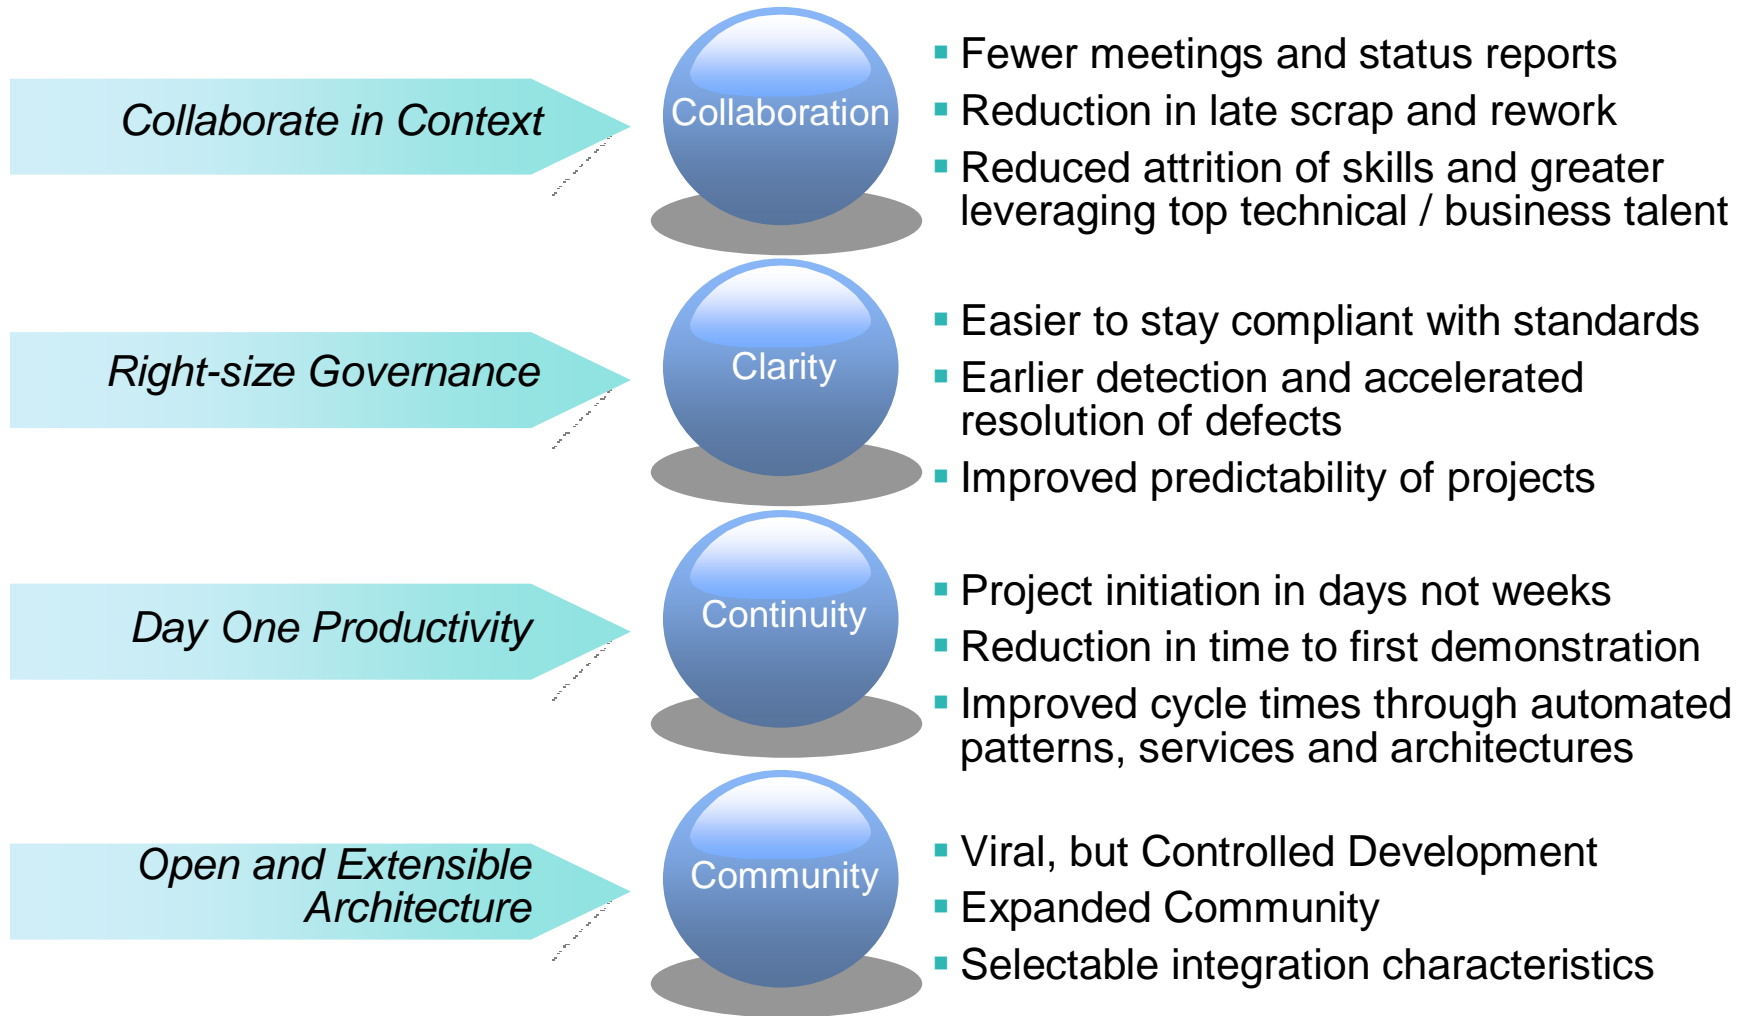 Collaborate in Context
Collaboration
▪ Fewer meetings and status reports
▪ Reduction in late scrap and rework
▪ Reduced attrition of skills and greater
leveraging top technical / business talent
Right-size Governance
Clarity
▪ Easier to stay compliant with standards
▪ Earlier detection and accelerated
resolution of defects
▪ Improved predictability of projects
Day One Productivity
Continuity
▪ Project initiation in days not weeks
▪ Reduction in time to first demonstration
▪ Improved cycle times through automated
patterns, services and architectures
Open and Extensible
Architecture
Community
▪ Viral, but Controlled Development
▪ Expanded Community
▪ Selectable integration characteristics